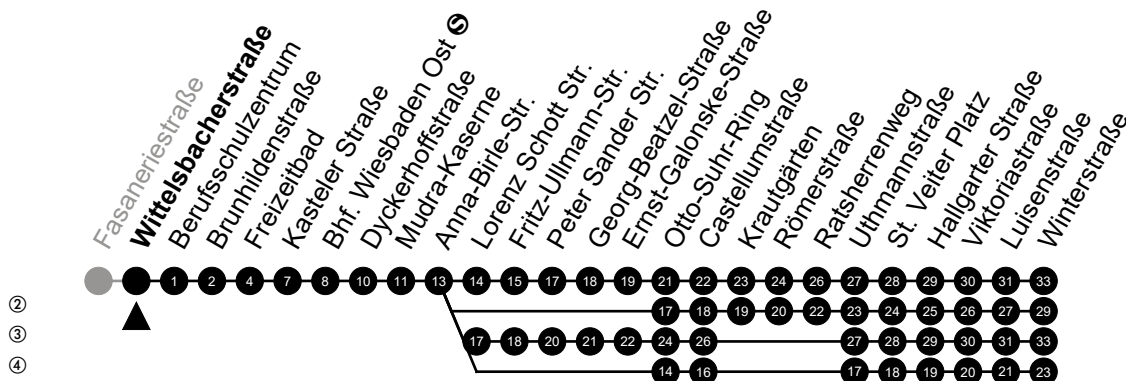 Fasaneriestraße
Wittelsbacherstraße
Berufsschulzentrum
Brunhildenstraße
Freizeitbad
Kasteler Straße
Bhf. Wiesbaden Ost S
Dyckerhoffstraße
Mudra-Kaserne
Anna-Birle-Str.
Lorenz Schott Str.
Fritz-Ullmann-Str.
Peter Sander Str.
Georg-Beatzel-Straße
Ernst-Galonske-Straße
Otto-Suhr-Ring
Castellumstraße
Krautgärten
Römerstraße
Ratsherrenweg
Uthmannstraße
St. Veiter Platz
Hallgarter Straße
Viktoriastraße
Luisenstraße
Winterstraße
1 2 4 7 8 10 11 13 14 15 17 18 19 21 22 23 24 26 27 28 29 30 31 33
② 17 18 19 20 22 23 24 25 26 27 29
③ 17 18 20 21 22 24 26 27 28 29 30 31 33
④ 14 16 17 18 19 20 21 23